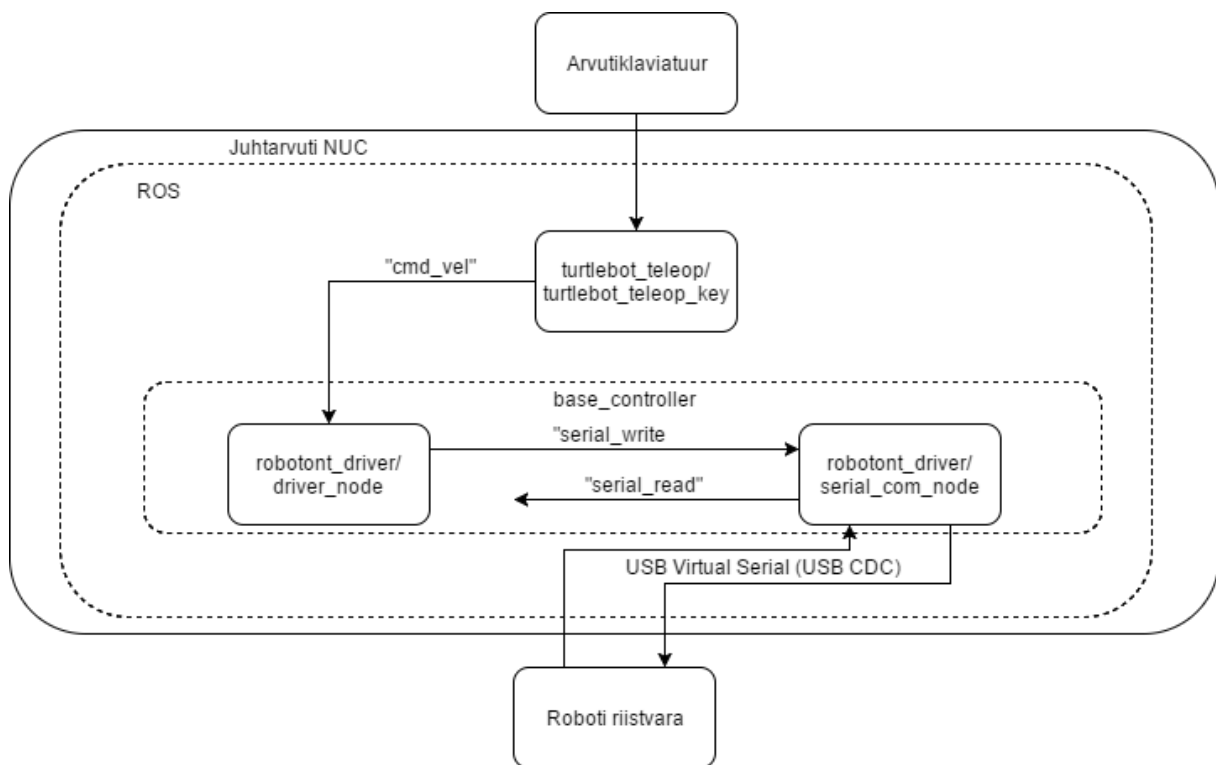 Arvutiklaviatuur
Juhtarvuti NUC
ROS
"cmd_vel"
turtlebot_teleop/
turtlebot_teleop_key
base_controller
robotont_driver/
driver_node
"serial_write
"serial_read"
robotont_driver/
serial_com_node
USB Virtual Serial (USB CDC)
Roboti riistvara